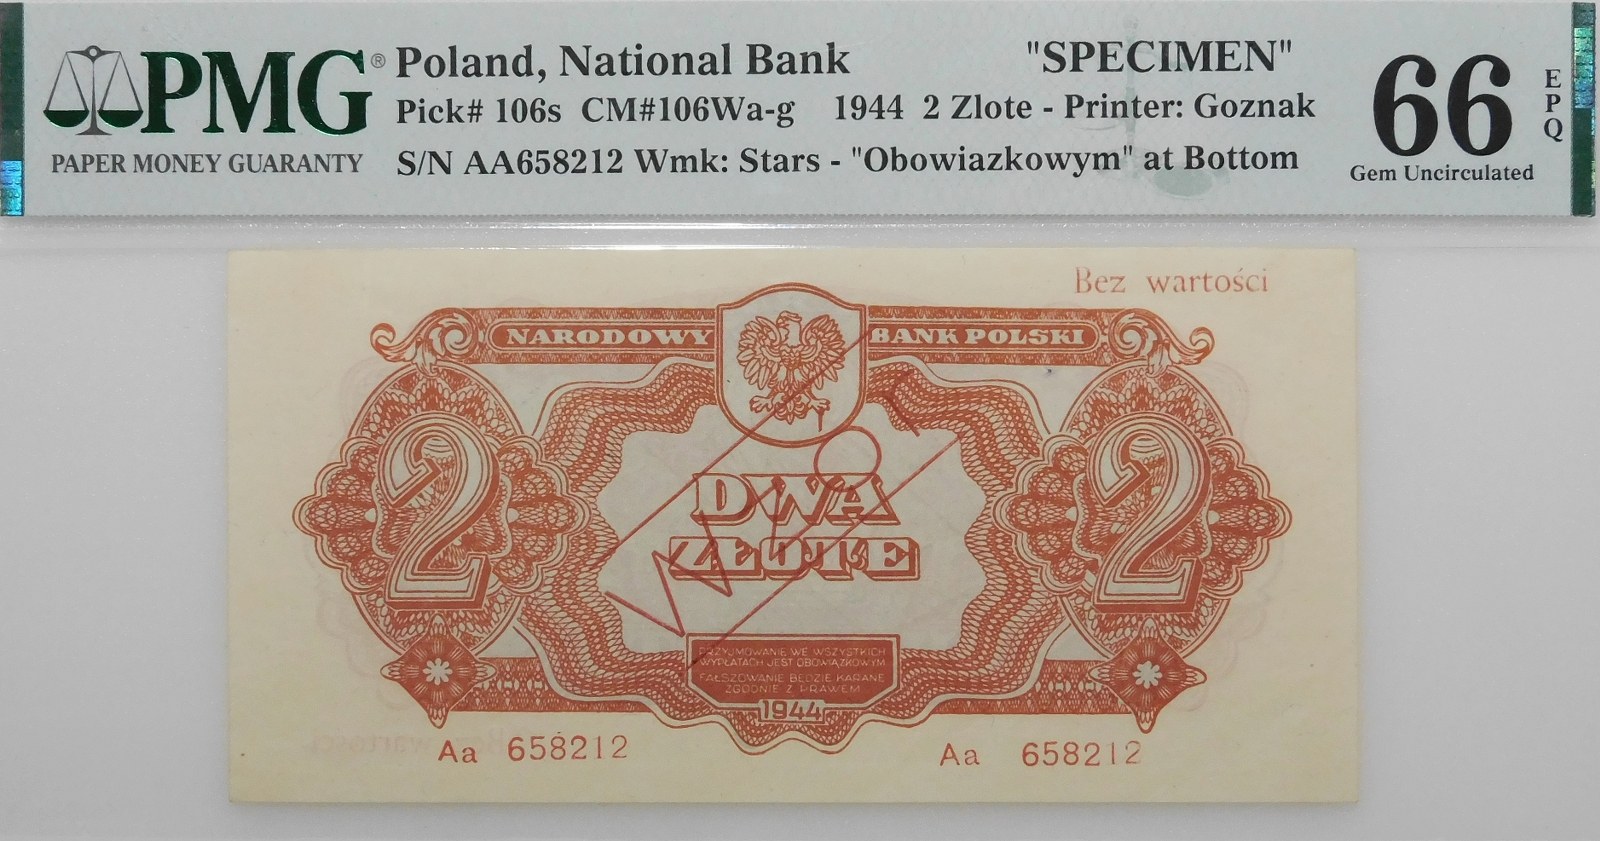 PMG® Poland, National Bank "SPECIMEN"
Pick# 106s CM#106Wa-g 1944 2 Zlote - Printer: Goznak
PAPER MONEY GUARANTY S/N AA658212 Wmk: Stars - "Obowiazkowym" at Bottom
66 EPQ
Gem Uncirculated
Bez wartości
NARODOWY BANK POLSKI
2 2
WZÓR
DWA
ZŁOTE
PRZYJMOWANIE WE WSZYSTKICH
WYPŁATACH JEST OBOWIĄZKOWYM
FAŁSZOWANIE BĘDZIE KARANE
ZGODNIE Z PRAWEM
1944
Aa 658212 Aa 658212